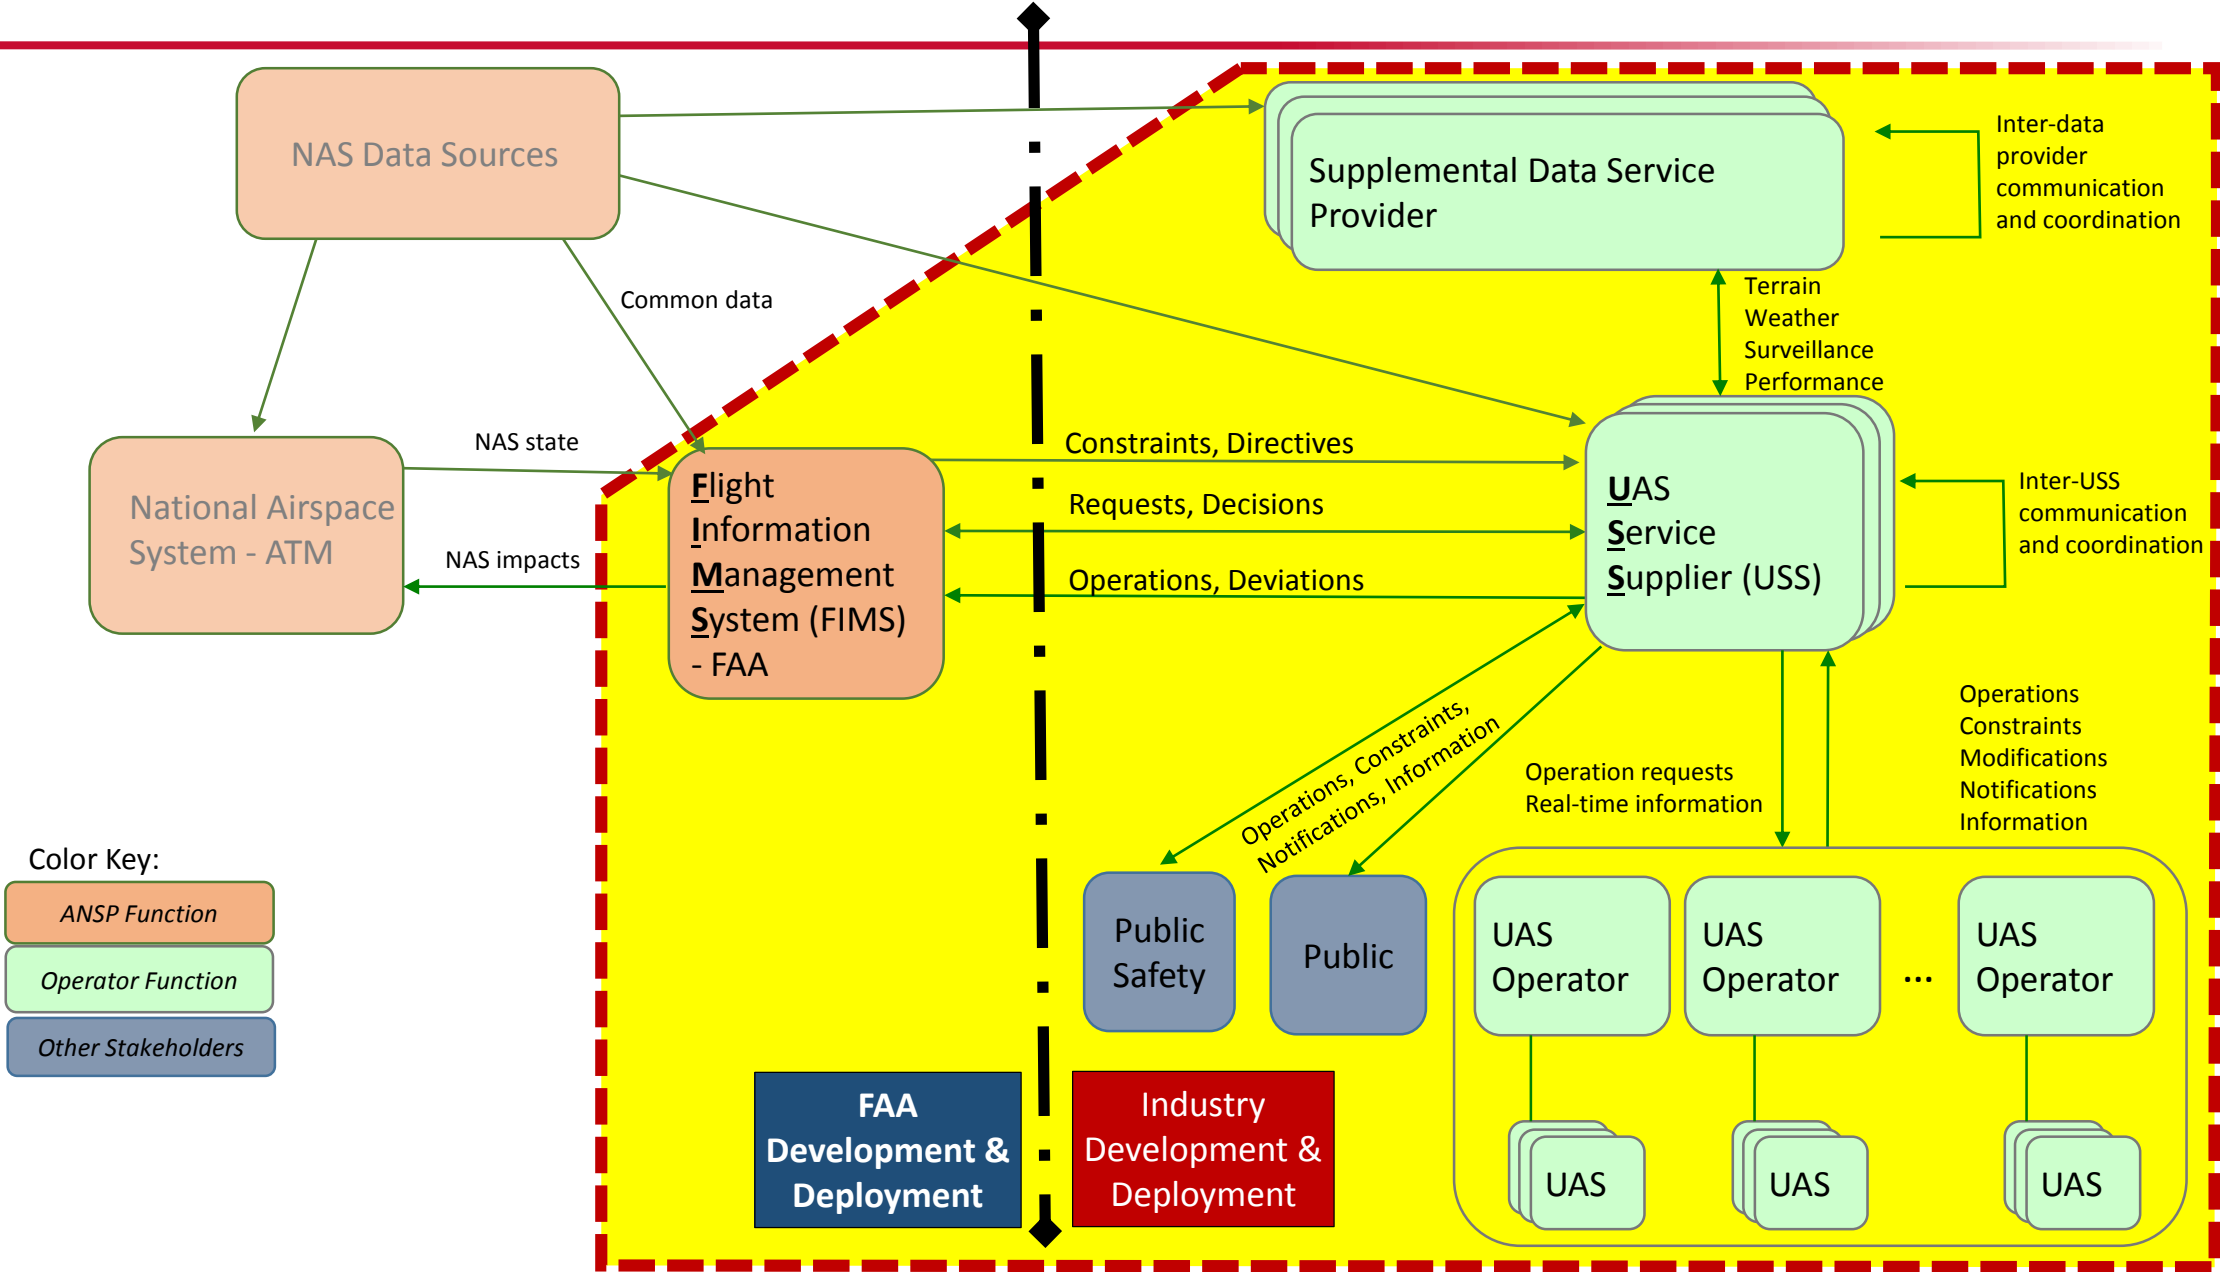 NAS Data Sources
Supplemental Data Service
Provider
Inter-data
provider
communication
and coordination
Common data
Terrain
Weather
Surveillance
Performance
National Airspace
System - ATM
NAS state
NAS impacts
Flight
Information
Management
System (FIMS)
- FAA
Constraints, Directives
Requests, Decisions
Operations, Deviations
UAS
Service
Supplier (USS)
Inter-USS
communication
and coordination
Operations, Constraints,
Notifications, Information
Operation requests
Real-time information
Operations
Constraints
Modifications
Notifications
Information
Color Key:
ANSP Function
Operator Function
Other Stakeholders
Public
Safety
Public
UAS
Operator
UAS
Operator
...
UAS
Operator
UAS
UAS
UAS
FAA
Development &
Deployment
Industry
Development &
Deployment